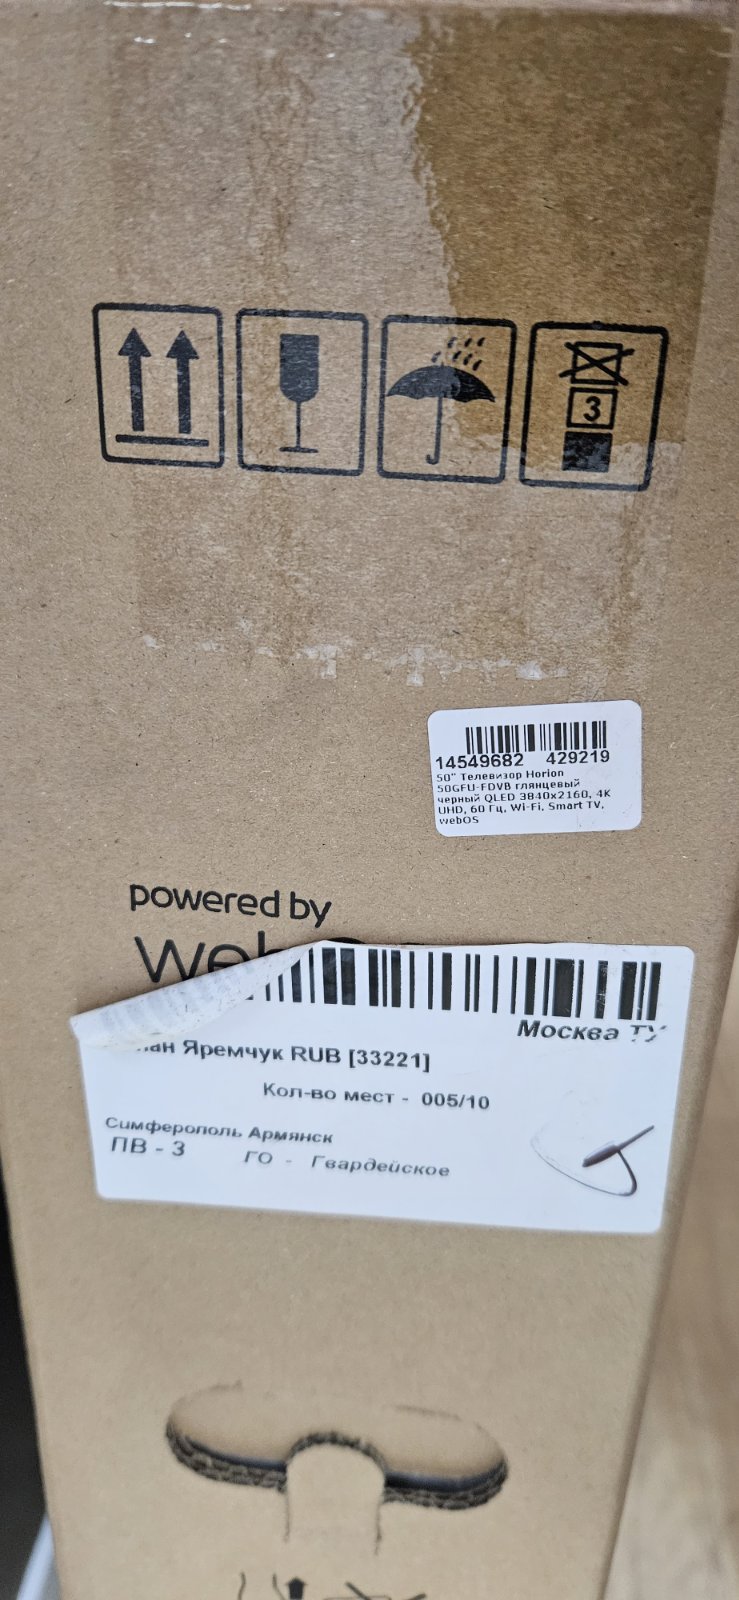 3
14549682 429219
50" Телевизор Horion
50GFU-FDVB глянцевый
черный QLED 3840x2160, 4K
UHD, 60 Гц, Wi-Fi, Smart TV,
webOS
powered by
Москва ТУ
Яремчук RUB [33221]
Кол-во мест - 005/10
Симферополь Армянск
ПВ - 3 ГО - Гвардейское